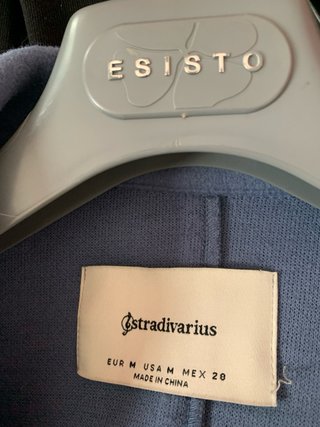 ESISTO
stradivarius
EUR M USA M MEX 28
MADE IN CHINA